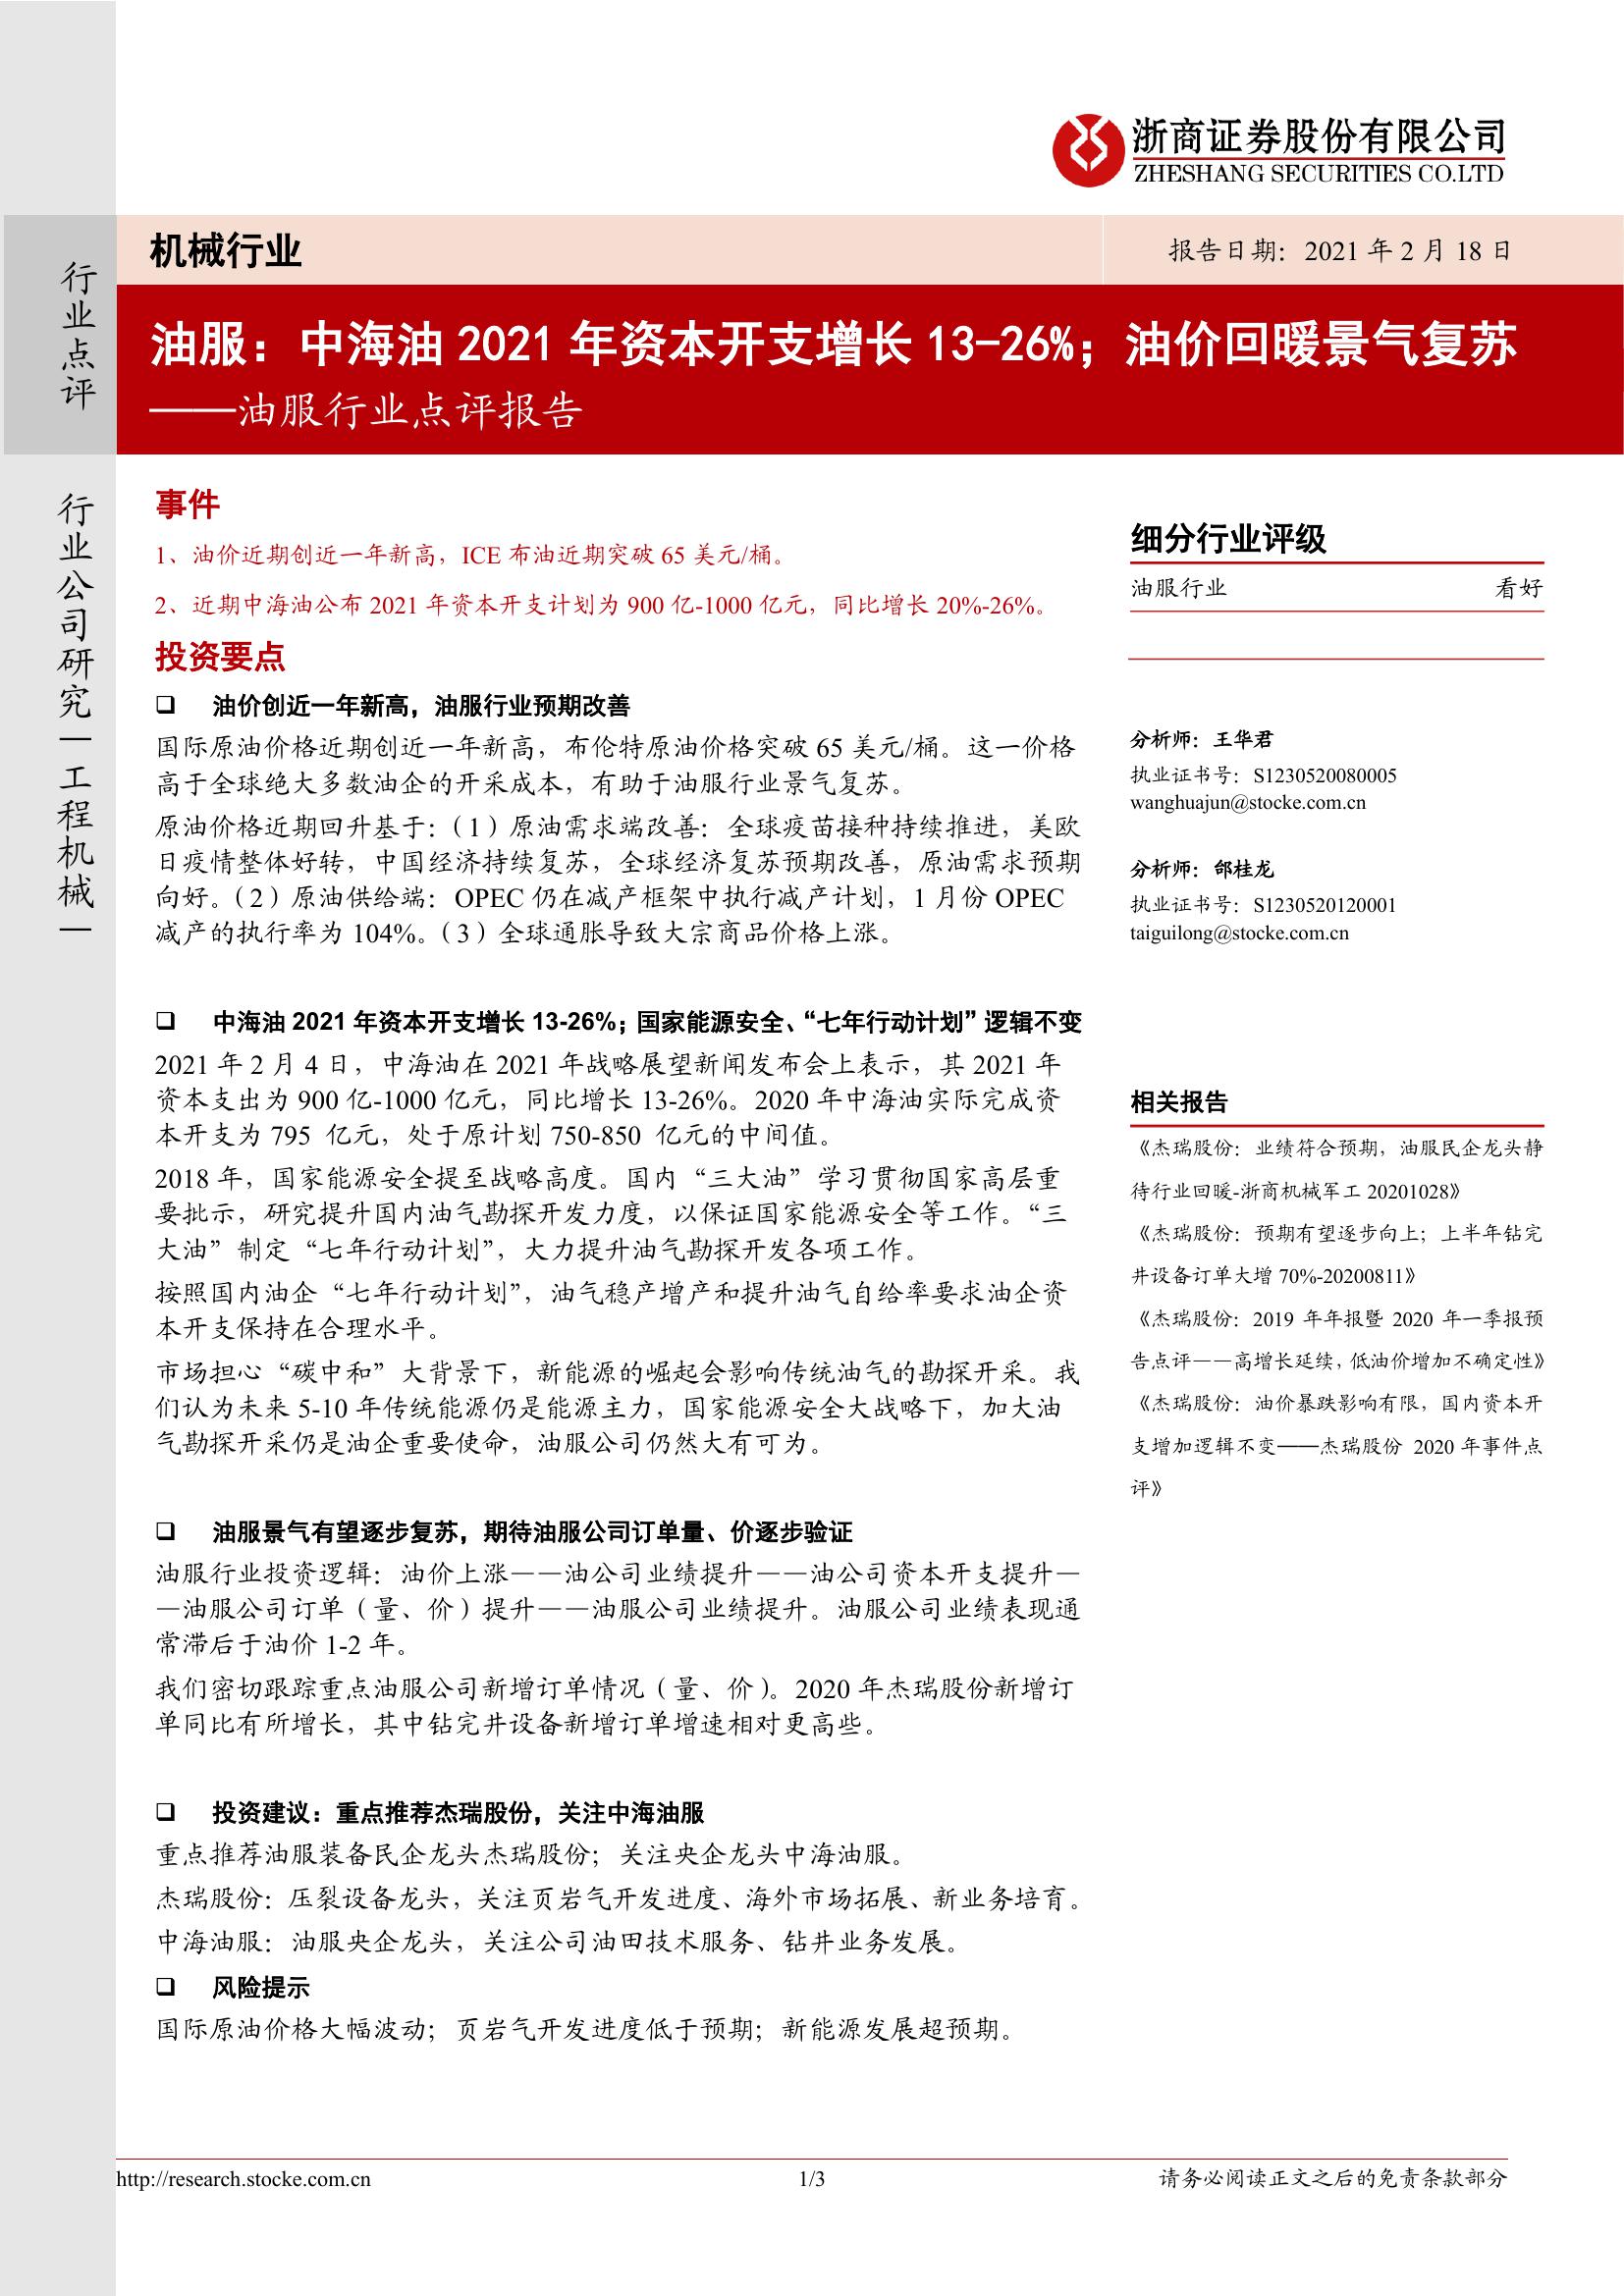 浙商证券股份有限公司
ZHESHANG SECURITIES CO.LTD
行业点评
行业公司研究｜工程机械｜
机械行业
报告日期：2021 年 2 月 18 日
油服：中海油 2021 年资本开支增长 13-26%；油价回暖景气复苏
——油服行业点评报告
事件
1、油价近期创近一年新高，ICE 布油近期突破 65 美元/桶。
2、近期中海油公布 2021 年资本开支计划为 900 亿-1000 亿元，同比增长 20%-26%。
投资要点
❑ 油价创近一年新高，油服行业预期改善
国际原油价格近期创近一年新高，布伦特原油价格突破 65 美元/桶。这一价格
高于全球绝大多数油企的开采成本，有助于油服行业景气复苏。
原油价格近期回升基于：（1）原油需求端改善：全球疫苗接种持续推进，美欧
日疫情整体好转，中国经济持续复苏，全球经济复苏预期改善，原油需求预期
向好。（2）原油供给端：OPEC 仍在减产框架中执行减产计划，1 月份 OPEC
减产的执行率为 104%。（3）全球通胀导致大宗商品价格上涨。
❑ 中海油 2021 年资本开支增长 13-26%；国家能源安全、“七年行动计划”逻辑不变
2021 年 2 月 4 日，中海油在 2021 年战略展望新闻发布会上表示，其 2021 年
资本支出为 900 亿-1000 亿元，同比增长 13-26%。2020 年中海油实际完成资
本开支为 795 亿元，处于原计划 750-850 亿元的中间值。
2018 年，国家能源安全提至战略高度。国内“三大油”学习贯彻国家高层重
要批示，研究提升国内油气勘探开发力度，以保证国家能源安全等工作。“三
大油”制定“七年行动计划”，大力提升油气勘探开发各项工作。
按照国内油企“七年行动计划”，油气稳产增产和提升油气自给率要求油企资
本开支保持在合理水平。
市场担心“碳中和”大背景下，新能源的崛起会影响传统油气的勘探开采。我
们认为未来 5-10 年传统能源仍是能源主力，国家能源安全大战略下，加大油
气勘探开采仍是油企重要使命，油服公司仍然大有可为。
❑ 油服景气有望逐步复苏，期待油服公司订单量、价逐步验证
油服行业投资逻辑：油价上涨——油公司业绩提升——油公司资本开支提升—
—油服公司订单（量、价）提升——油服公司业绩提升。油服公司业绩表现通
常滞后于油价 1-2 年。
我们密切跟踪重点油服公司新增订单情况（量、价）。2020 年杰瑞股份新增订
单同比有所增长，其中钻完井设备新增订单增速相对更高些。
❑ 投资建议：重点推荐杰瑞股份，关注中海油服
重点推荐油服装备民企龙头杰瑞股份；关注央企龙头中海油服。
杰瑞股份：压裂设备龙头，关注页岩气开发进度、海外市场拓展、新业务培育。
中海油服：油服央企龙头，关注公司油田技术服务、钻井业务发展。
❑ 风险提示
国际原油价格大幅波动；页岩气开发进度低于预期；新能源发展超预期。
细分行业评级
油服行业 看好
分析师：王华君
执业证书号：S1230520080005
wanghuajun@stocke.com.cn
分析师：邰桂龙
执业证书号：S1230520120001
taiguilong@stocke.com.cn
相关报告
《杰瑞股份：业绩符合预期，油服民企龙头静
待行业回暖-浙商机械军工 20201028》
《杰瑞股份：预期有望逐步向上；上半年钻完
井设备订单大增 70%-20200811》
《杰瑞股份：2019 年年报暨 2020 年一季报预
告点评——高增长延续，低油价增加不确定性》
《杰瑞股份：油价暴跌影响有限，国内资本开
支增加逻辑不变——杰瑞股份 2020 年事件点
评》
http://research.stocke.com.cn
1/3
请务必阅读正文之后的免责条款部分